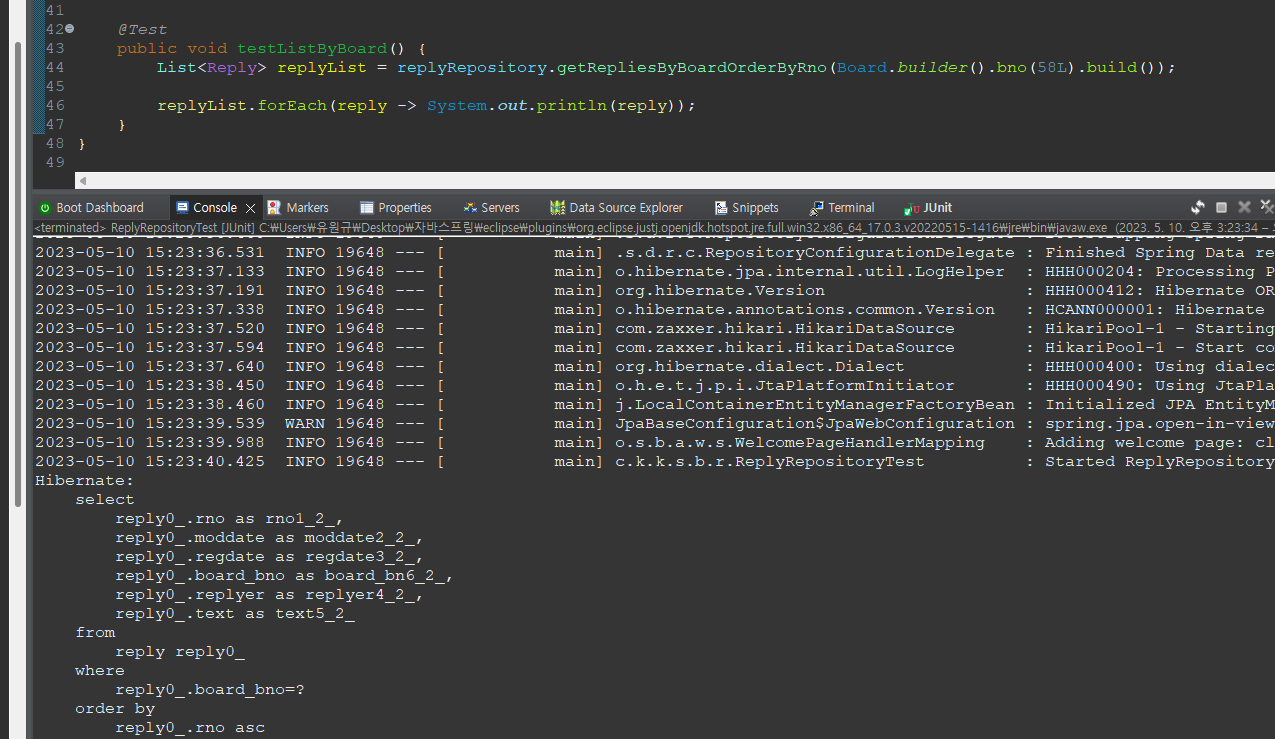 41
42 @Test
43 public void testListByBoard() {
44 List<Reply> replyList = replyRepository.getRepliesByBoardOrderByRno(Board.builder().bno(58L).build());
45
46 replyList.forEach(reply -> System.out.println(reply));
47 }
48 }
49
Boot Dashboard Console Markers Properties Servers Data Source Explorer Snippets Terminal JUnit
<terminated> ReplyRepositoryTest [JUnit] C:₩Users₩유원규₩Desktop₩자바스프링₩eclipse₩plugins₩org.eclipse.justj.openjdk.hotspot.jre.full.win32.x86_64_17.0.3.v20220515-1416₩jre₩bin₩javaw.exe (2023. 5. 10. 오후 3:23:34 –
2023-05-10 15:23:36.531 INFO 19648 --- [ main] .s.d.r.c.RepositoryConfigurationDelegate : Finished Spring Data re
2023-05-10 15:23:37.133 INFO 19648 --- [ main] o.hibernate.jpa.internal.util.LogHelper : HHH000204: Processing P
2023-05-10 15:23:37.191 INFO 19648 --- [ main] org.hibernate.Version : HHH000412: Hibernate OR
2023-05-10 15:23:37.338 INFO 19648 --- [ main] o.hibernate.annotations.common.Version : HCANN000001: Hibernate
2023-05-10 15:23:37.520 INFO 19648 --- [ main] com.zaxxer.hikari.HikariDataSource : HikariPool-1 - Starting
2023-05-10 15:23:37.594 INFO 19648 --- [ main] com.zaxxer.hikari.HikariDataSource : HikariPool-1 - Start co
2023-05-10 15:23:37.640 INFO 19648 --- [ main] org.hibernate.dialect.Dialect : HHH000400: Using dialec
2023-05-10 15:23:38.450 INFO 19648 --- [ main] o.h.e.t.j.p.i.JtaPlatformInitiator : HHH000490: Using JtaPla
2023-05-10 15:23:38.460 INFO 19648 --- [ main] j.LocalContainerEntityManagerFactoryBean : Initialized JPA EntityM
2023-05-10 15:23:39.539 WARN 19648 --- [ main] JpaBaseConfiguration$JpaWebConfiguration : spring.jpa.open-in-view
2023-05-10 15:23:39.988 INFO 19648 --- [ main] o.s.b.a.w.s.WelcomePageHandlerMapping : Adding welcome page: cl
2023-05-10 15:23:40.425 INFO 19648 --- [ main] c.k.k.s.b.r.ReplyRepositoryTest : Started ReplyRepository
Hibernate:
select
reply0_.rno as rno1_2_,
reply0_.moddate as moddate2_2_,
reply0_.regdate as regdate3_2_,
reply0_.board_bno as board_bn6_2_,
reply0_.replyer as replyer4_2_,
reply0_.text as text5_2_
from
reply reply0_
where
reply0_.board_bno=?
order by
reply0_.rno asc